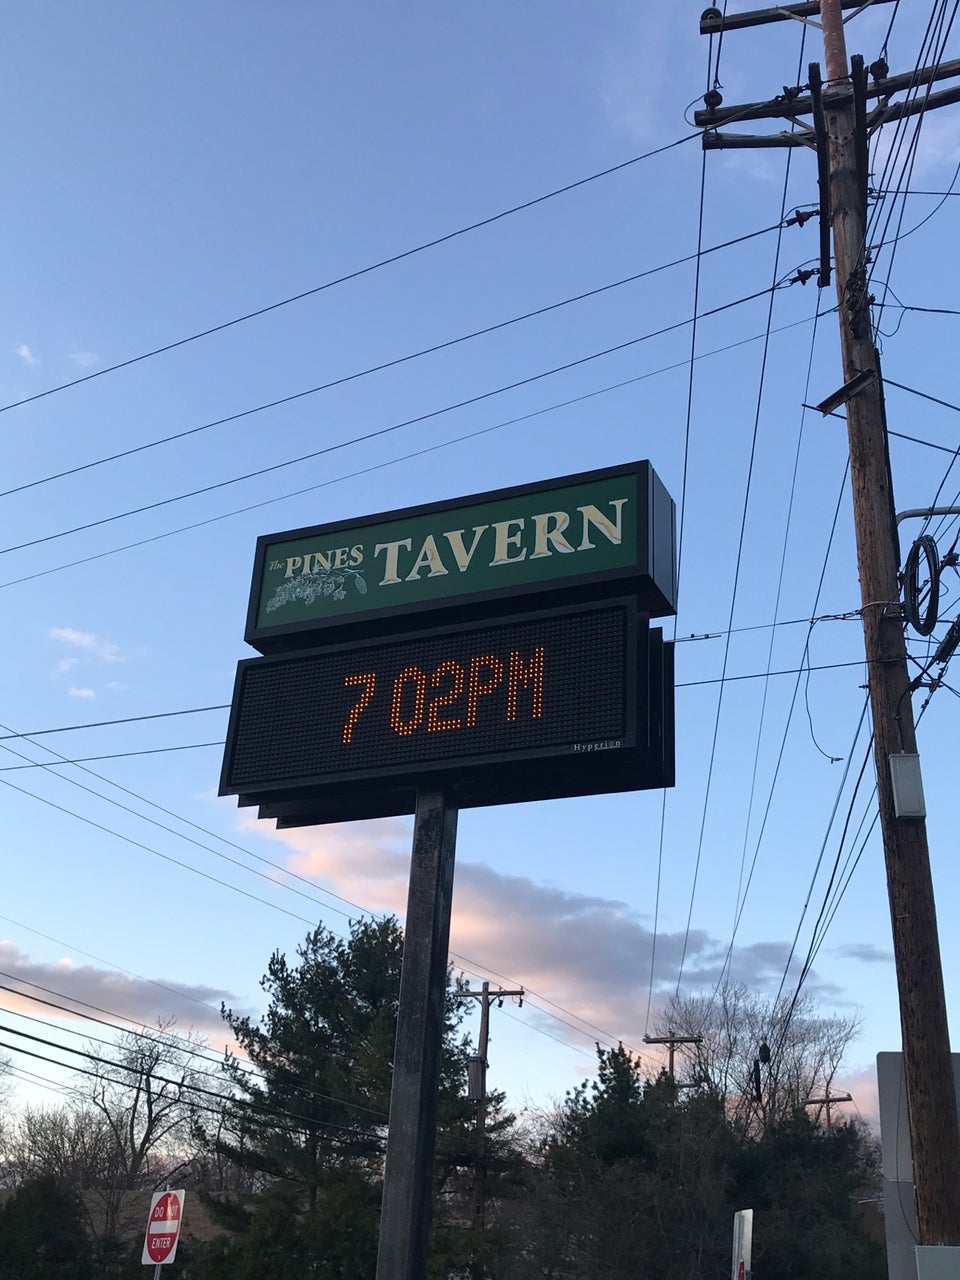 The PINES TAVERN
7 02PM
Hyperion
DO NOT
ENTER